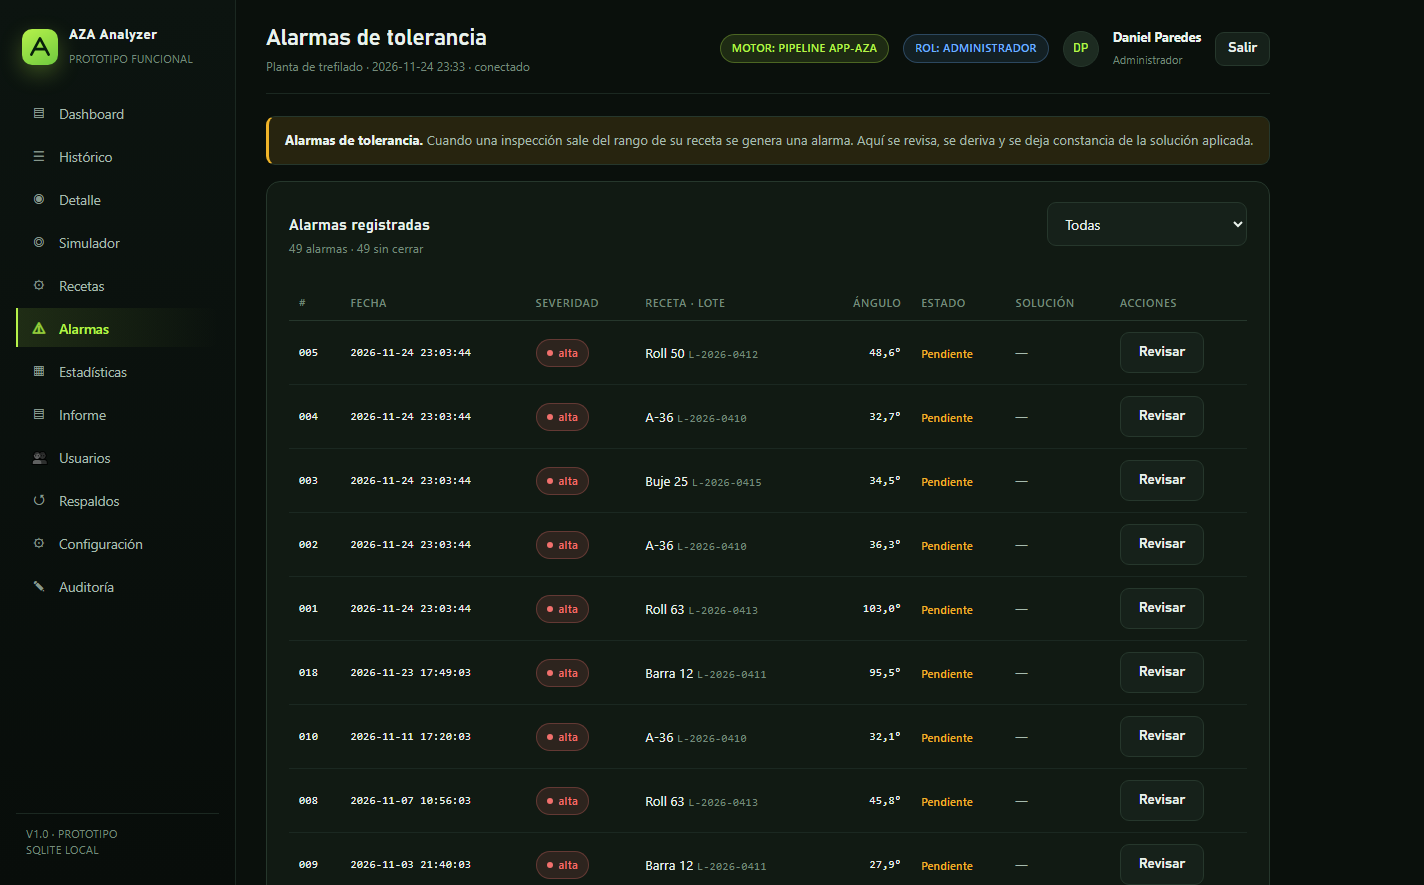 AZA Analyzer
PROTOTIPO FUNCIONAL
Dashboard
Histórico
Detalle
Simulador
Recetas
Alarmas
Estadísticas
Informe
Usuarios
Respaldos
Configuración
Auditoría
V1.0 · PROTOTIPO
SQLITE LOCAL
Alarmas de tolerancia
Planta de trefilado · 2026-11-24 23:33 · conectado
MOTOR: PIPELINE APP-AZA
ROL: ADMINISTRADOR
DP
Daniel Paredes
Administrador
Salir
Alarmas de tolerancia. Cuando una inspección sale del rango de su receta se genera una alarma. Aquí se revisa, se deriva y se deja constancia de la solución aplicada.
Alarmas registradas
49 alarmas · 49 sin cerrar
Todas
# FECHA SEVERIDAD RECETA · LOTE ÁNGULO ESTADO SOLUCIÓN ACCIONES
005 2026-11-24 23:03:44 alta Roll 50 L-2026-0412 48,6° Pendiente — Revisar
004 2026-11-24 23:03:44 alta A-36 L-2026-0410 32,7° Pendiente — Revisar
003 2026-11-24 23:03:44 alta Buje 25 L-2026-0415 34,5° Pendiente — Revisar
002 2026-11-24 23:03:44 alta A-36 L-2026-0410 36,3° Pendiente — Revisar
001 2026-11-24 23:03:44 alta Roll 63 L-2026-0413 103,0° Pendiente — Revisar
018 2026-11-23 17:49:03 alta Barra 12 L-2026-0411 95,5° Pendiente — Revisar
010 2026-11-11 17:20:03 alta A-36 L-2026-0410 32,1° Pendiente — Revisar
008 2026-11-07 10:56:03 alta Roll 63 L-2026-0413 45,8° Pendiente — Revisar
009 2026-11-03 21:40:03 alta Barra 12 L-2026-0411 27,9° Pendiente — Revisar